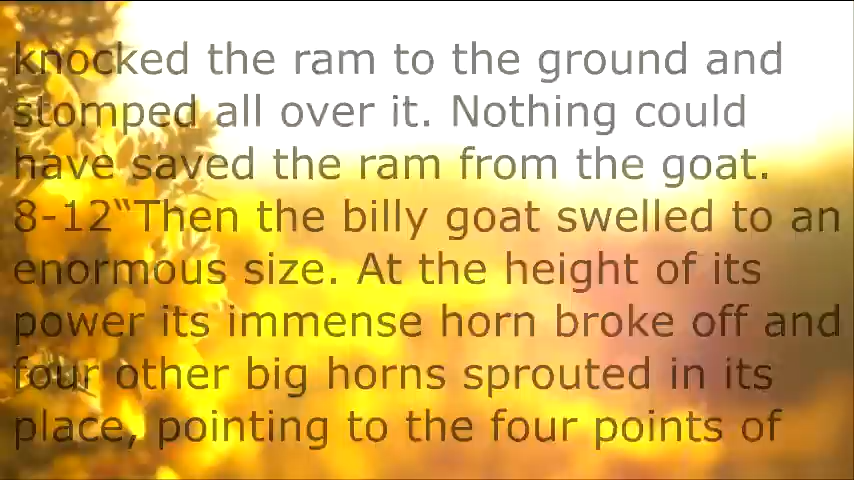 knocked the ram to the ground and
stomped all over it. Nothing could
have saved the ram from the goat.
8-12“Then the billy goat swelled to an
enormous size. At the height of its
power its immense horn broke off and
four other big horns sprouted in its
place, pointing to the four points of